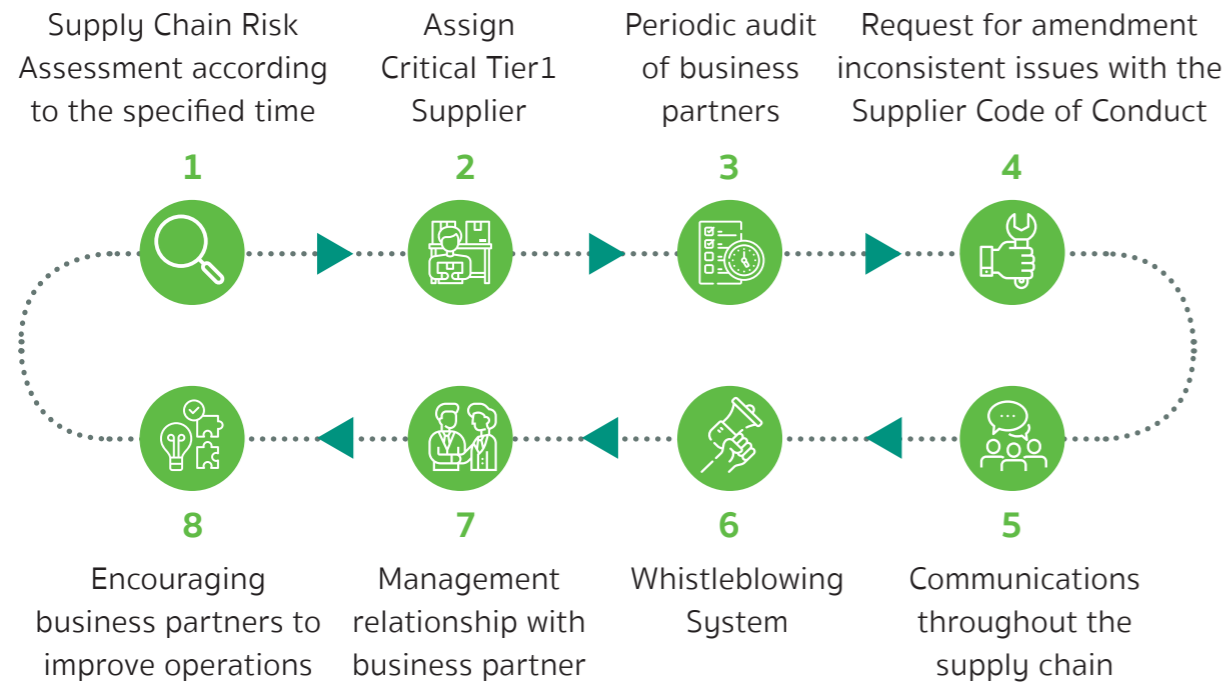 Supply Chain Risk
Assessment according
to the specified time
1
Assign
Critical Tier1
Supplier
2
Periodic audit
of business
partners
3
Request for amendment
inconsistent issues with the
Supplier Code of Conduct
4
5
Communications
throughout the
supply chain
6
Whistleblowing
System
7
Management
relationship with
business partner
8
Encouraging
business partners to
improve operations